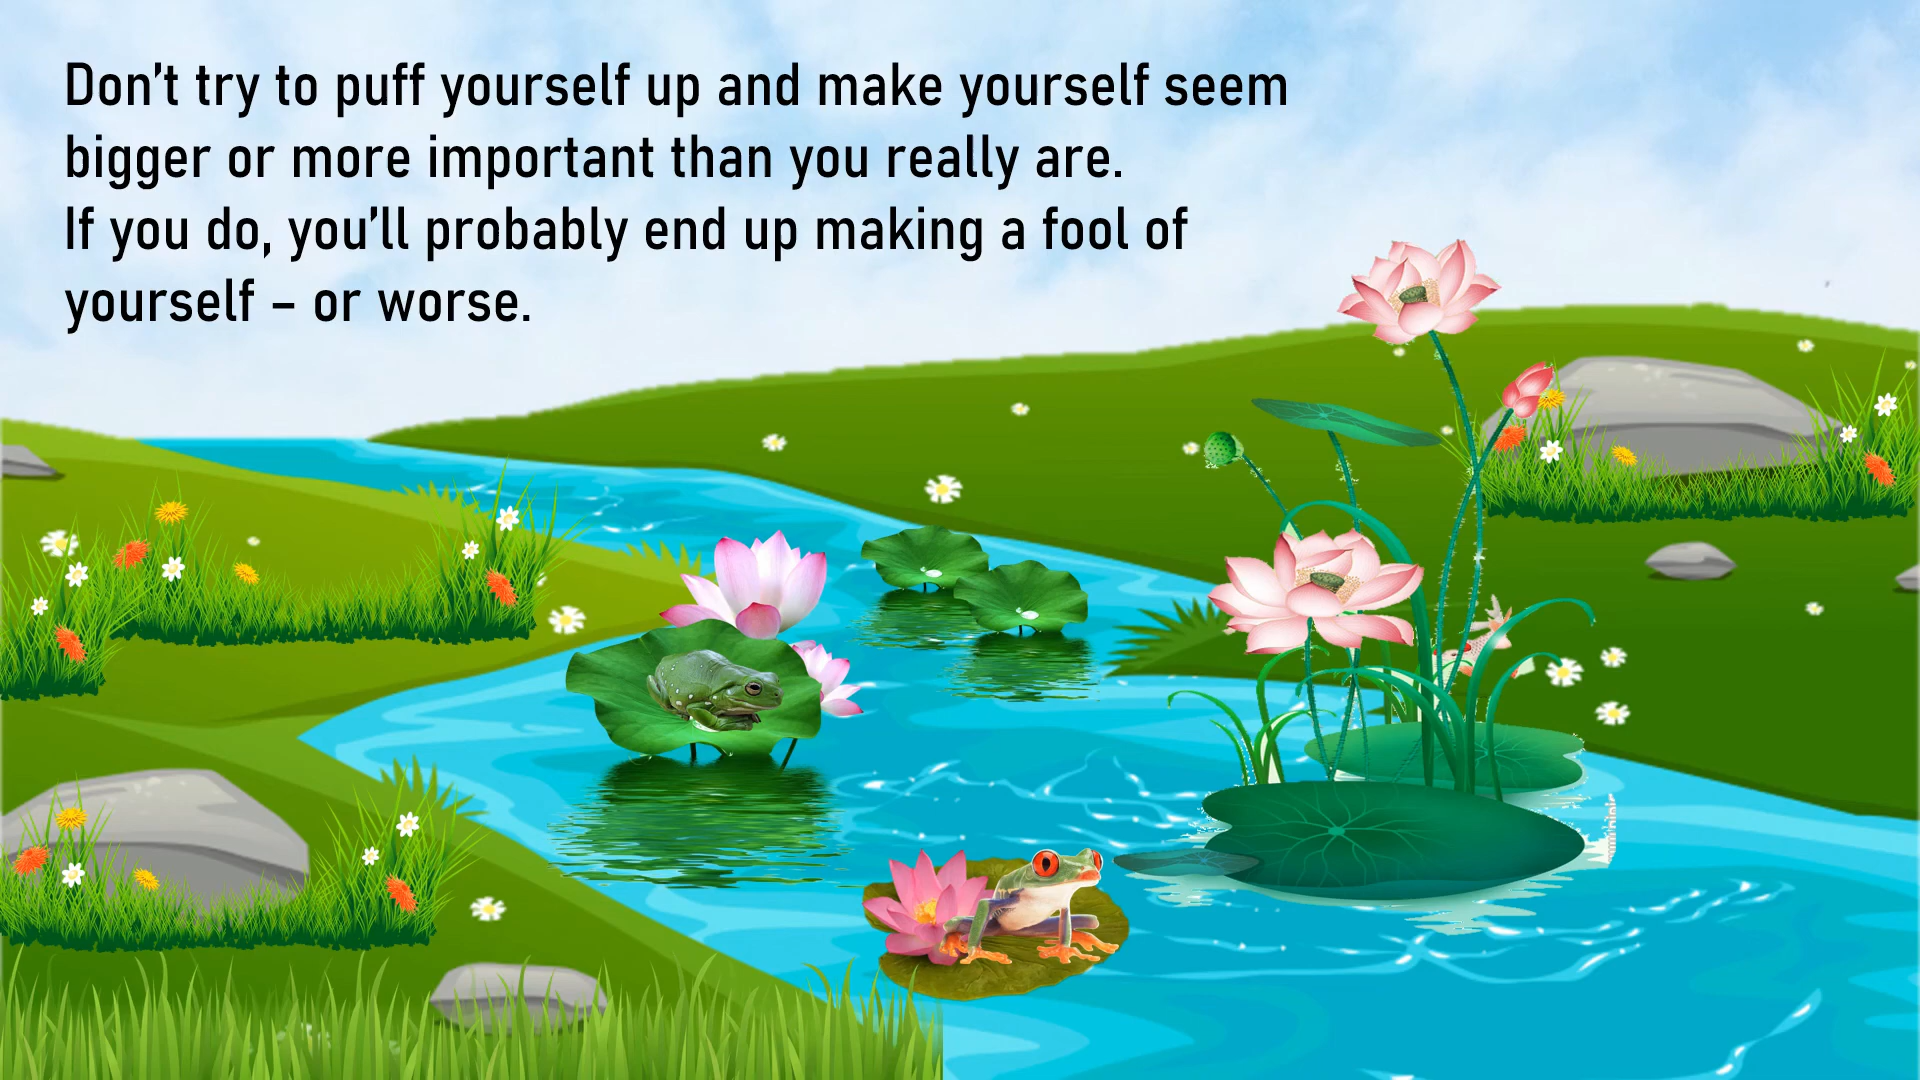 Don’t try to puff yourself up and make yourself seem
bigger or more important than you really are.
If you do, you’ll probably end up making a fool of
yourself – or worse.